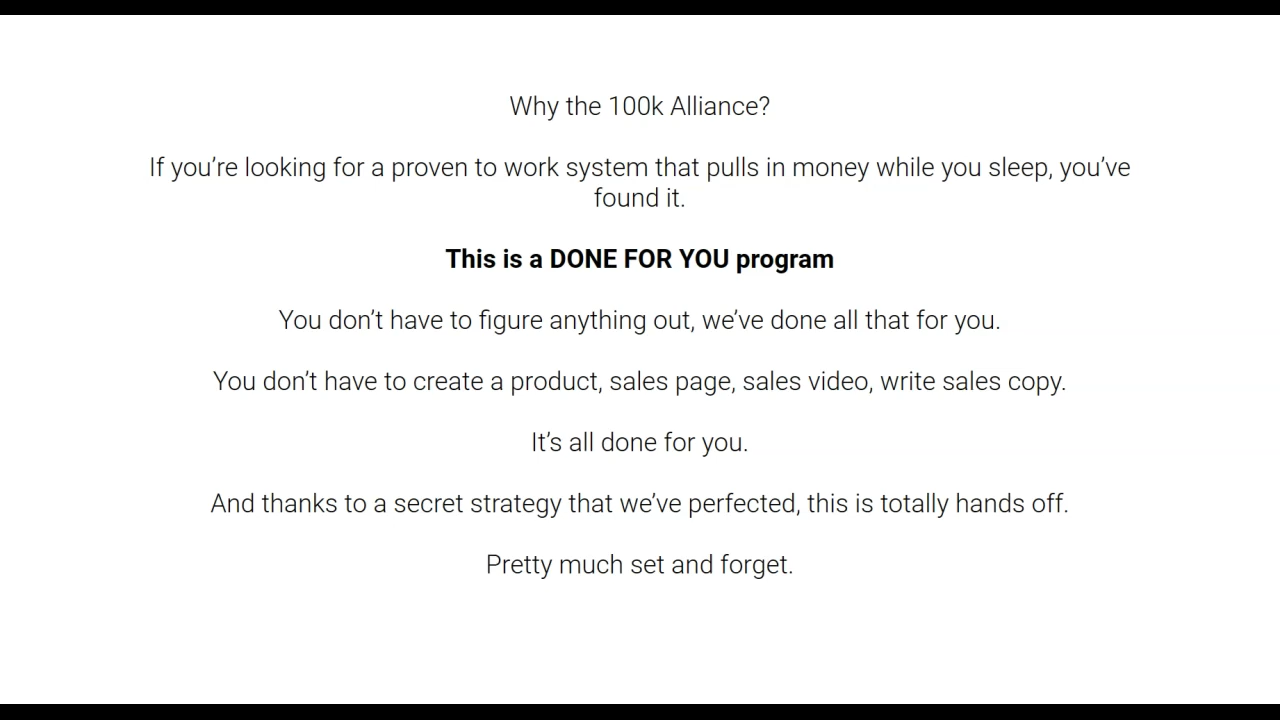 Why the 100k Alliance?
If you’re looking for a proven to work system that pulls in money while you sleep, you’ve
found it.
This is a DONE FOR YOU program
You don’t have to figure anything out, we’ve done all that for you.
You don’t have to create a product, sales page, sales video, write sales copy.
It’s all done for you.
And thanks to a secret strategy that we’ve perfected, this is totally hands off.
Pretty much set and forget.